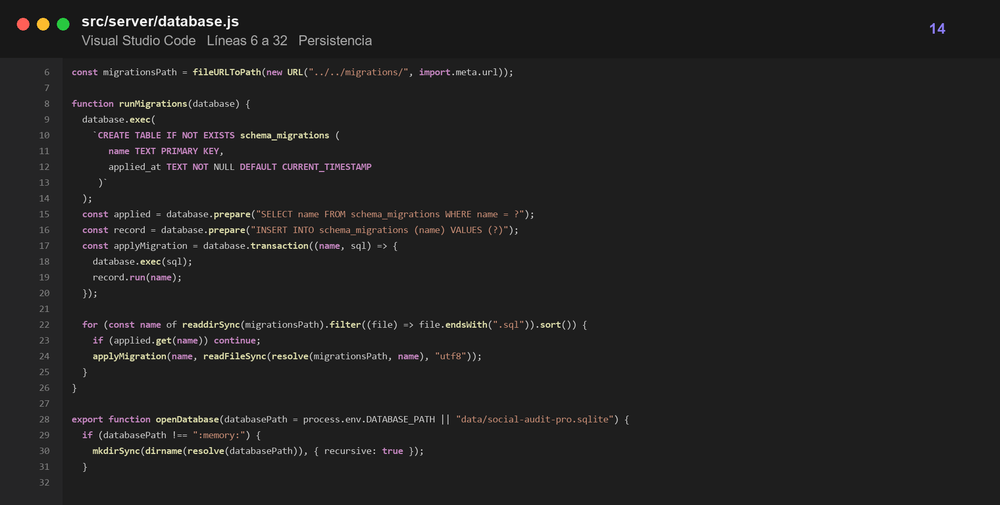 src/server/database.js
Visual Studio Code Líneas 6 a 32 Persistencia
14
6 const migrationsPath = fileURLToPath(new URL("../../migrations/", import.meta.url));
7
8 function runMigrations(database) {
9   database.exec(
10     `CREATE TABLE IF NOT EXISTS schema_migrations (
11        name TEXT PRIMARY KEY,
12        applied_at TEXT NOT NULL DEFAULT CURRENT_TIMESTAMP
13      )`
14   );
15   const applied = database.prepare("SELECT name FROM schema_migrations WHERE name = ?");
16   const record = database.prepare("INSERT INTO schema_migrations (name) VALUES (?)");
17   const applyMigration = database.transaction((name, sql) => {
18     database.exec(sql);
19     record.run(name);
20   });
21
22   for (const name of readdirSync(migrationsPath).filter((file) => file.endsWith(".sql")).sort()) {
23     if (applied.get(name)) continue;
24     applyMigration(name, readFileSync(resolve(migrationsPath, name), "utf8"));
25   }
26 }
27
28 export function openDatabase(databasePath = process.env.DATABASE_PATH || "data/social-audit-pro.sqlite") {
29   if (databasePath !== ":memory:") {
30     mkdirSync(dirname(resolve(databasePath)), { recursive: true });
31   }
32